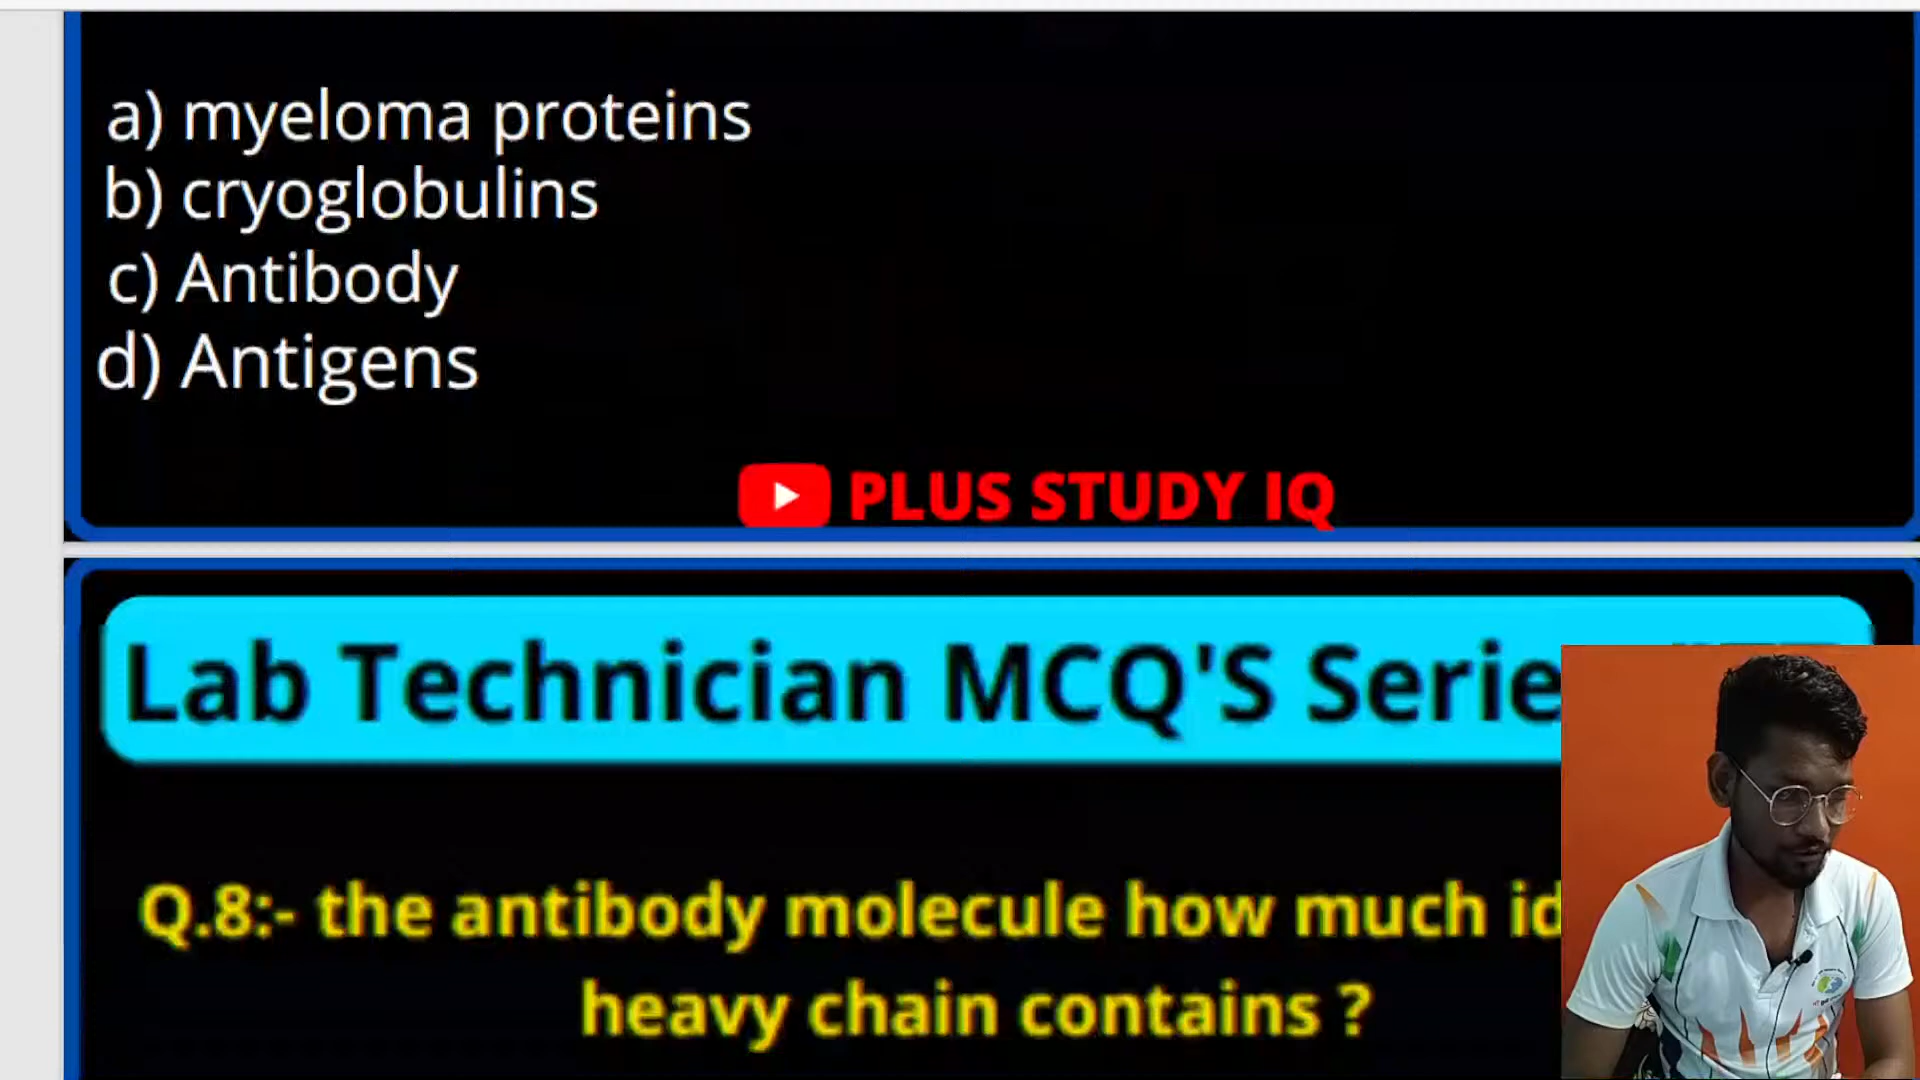 a) myeloma proteins
b) cryoglobulins
c) Antibody
d) Antigens
PLUS STUDY IQ
Lab Technician MCQ'S Serie
Q.8:- the antibody molecule how much id
heavy chain contains ?